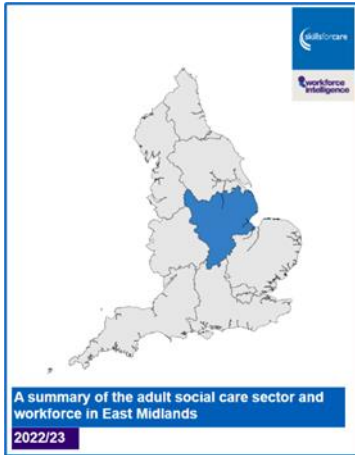 skillsforcare
workforce
intelligence
A summary of the adult social care sector and
workforce in East Midlands
2022/23